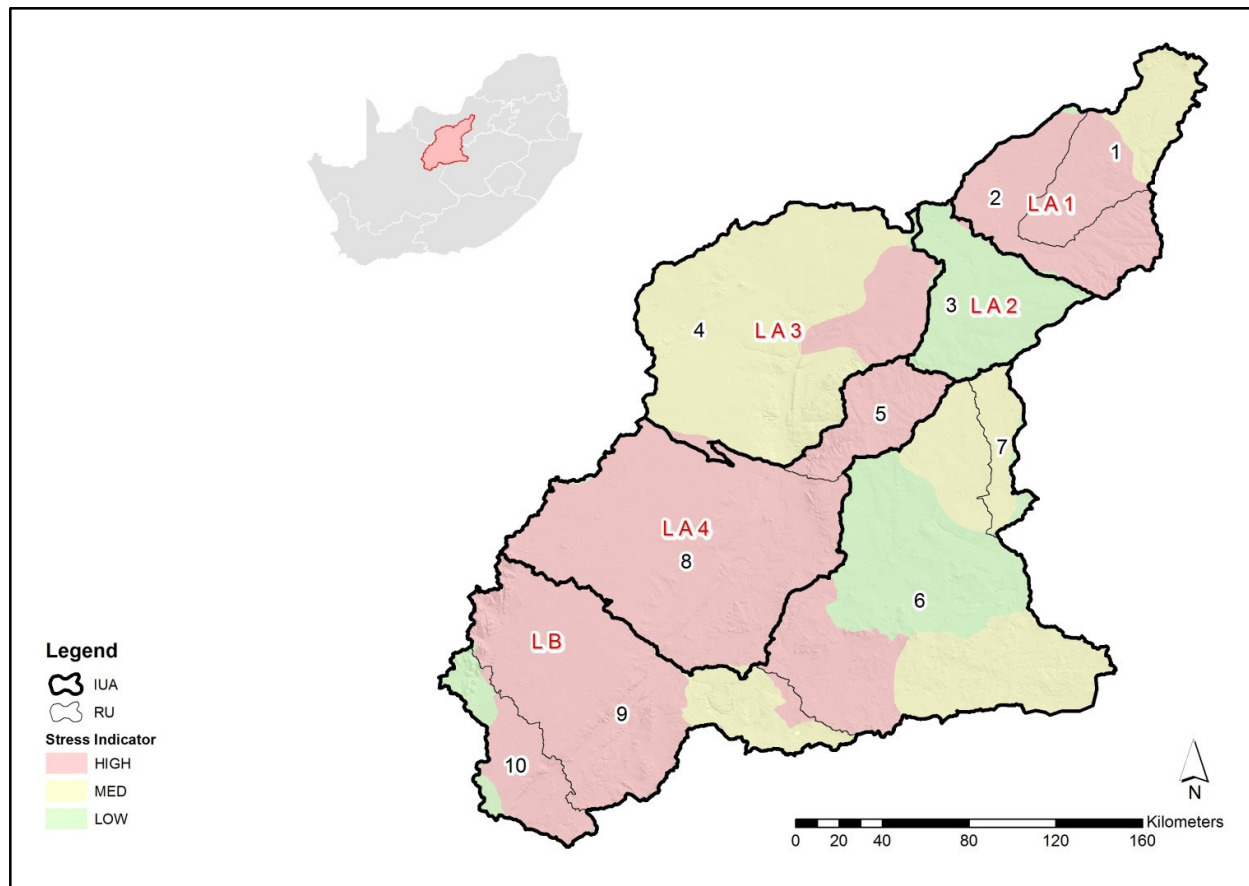 1
2
LA1
3
LA2
4
LA3
5
7
LA4
8
6
LB
9
10
Legend
IUA
RU
Stress Indicator
HIGH
MED
LOW
N
Kilometers
0 20 40 80 120 160